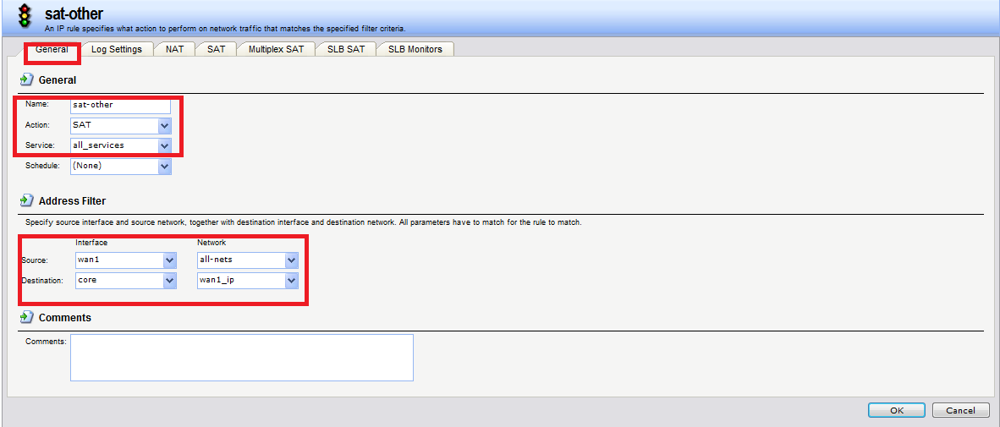 sat-other
An IP rule specifies what action to perform on network traffic that matches the specified filter criteria.
General Log Settings NAT SAT Multiplex SAT SLB SAT SLB Monitors
General
Name: sat-other
Action: SAT
Service: all_services
Schedule: (None)
Address Filter
Specify source interface and source network, together with destination interface and destination network. All parameters have to match for the rule to match.
Interface Network
Source: wan1 all-nets
Destination: core wan1_ip
Comments
Comments:
OK Cancel